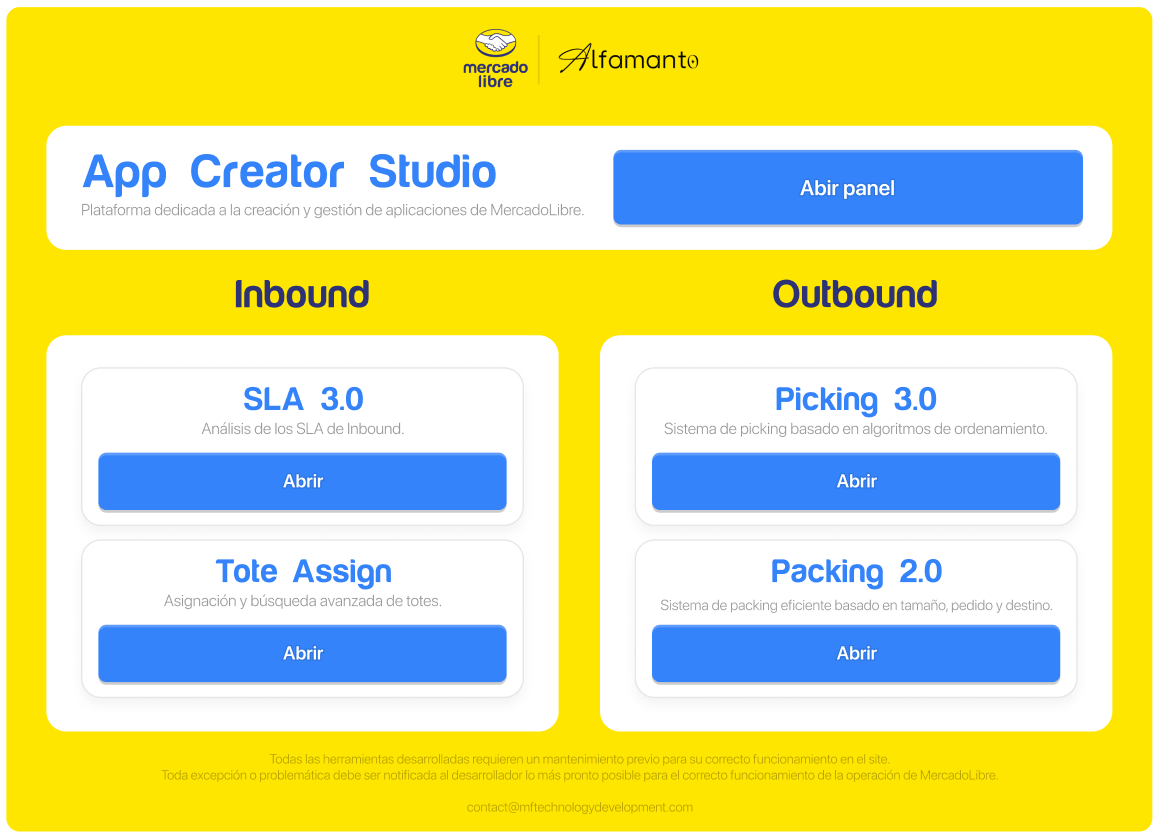 mercado
libre
Alfamanto
App Creator Studio
Plataforma dedicada a la creación y gestión de aplicaciones de MercadoLibre.
Abir panel
Inbound
SLA 3.0
Análisis de los SLA de Inbound.
Abrir
Tote Assign
Asignación y búsqueda avanzada de totes.
Abrir
Outbound
Picking 3.0
Sistema de picking basado en algoritmos de ordenamiento.
Abrir
Packing 2.0
Sistema de packing eficiente basado en tamaño, pedido y destino.
Abrir
Todas las herramientas desarrolladas requieren un mantenimiento previo para su correcto funcionamiento en el site.
Toda excepción o problemática debe ser notificada al desarrollador lo más pronto posible para el correcto funcionamiento de la operación de MercadoLibre.
contact@mftechnologydevelopment.com